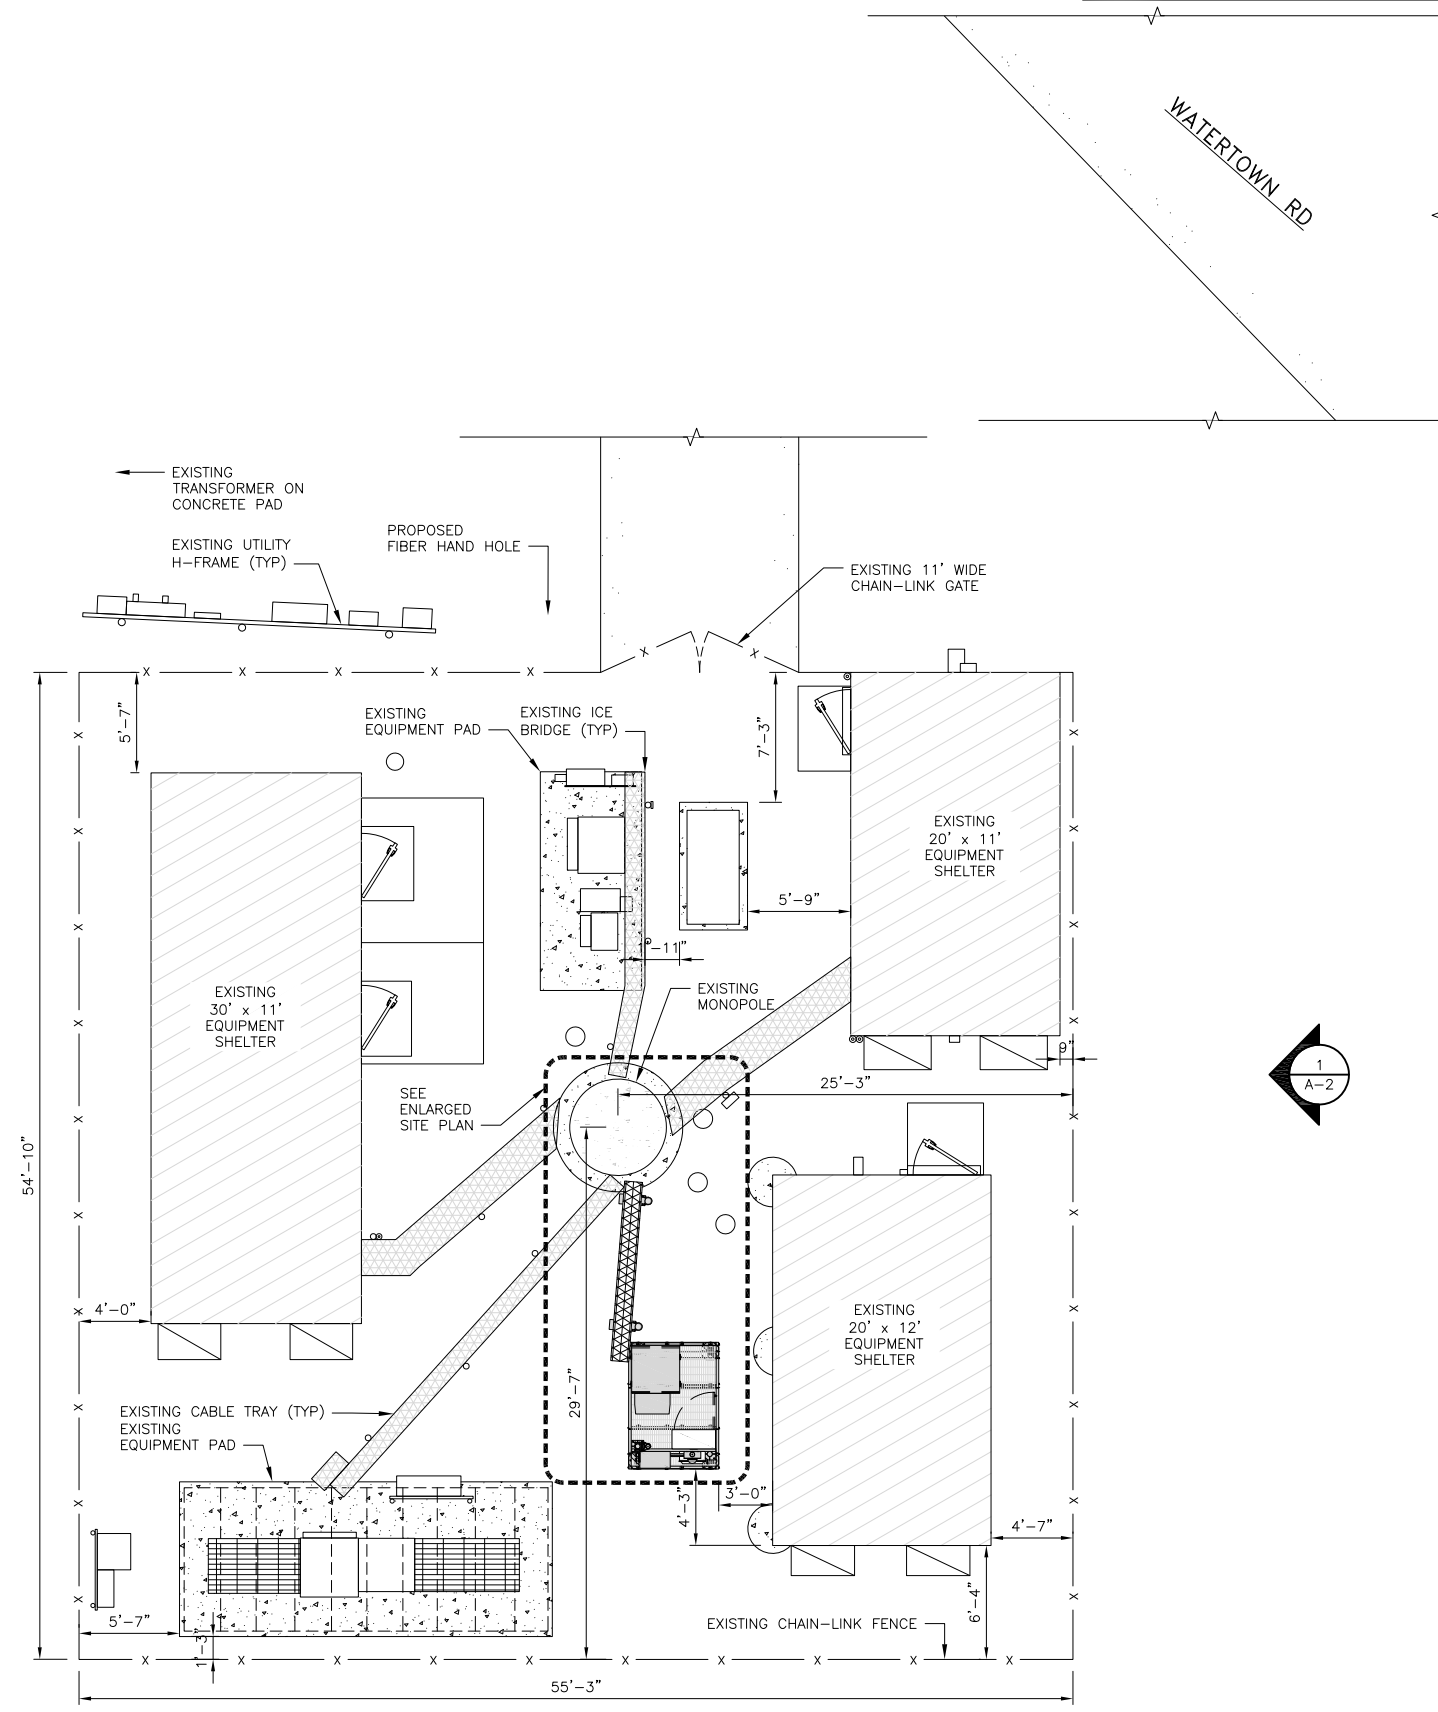 WATERTOWN RD
EXISTING
TRANSFORMER ON
CONCRETE PAD
PROPOSED
FIBER HAND HOLE
EXISTING UTILITY
H-FRAME (TYP)
EXISTING 11' WIDE
CHAIN-LINK GATE
X X X X X X X
5'-7"
EXISTING
EQUIPMENT PAD
EXISTING ICE
BRIDGE (TYP)
7'-3"
EXISTING
20' x 11'
EQUIPMENT
SHELTER
5'-9"
-11"
EXISTING
MONOPOLE
EXISTING
30' x 11'
EQUIPMENT
SHELTER
9"
25'-3"
1
A-2
SEE
ENLARGED
SITE PLAN
54'-10"
4'-0"
EXISTING
20' x 12'
EQUIPMENT
SHELTER
29'-7"
EXISTING CABLE TRAY (TYP)
EXISTING
EQUIPMENT PAD
4'-3"
3'-0"
4'-7"
6'-4"
5'-7"
1'-3"
EXISTING CHAIN-LINK FENCE
X X X X X X X X X
55'-3"